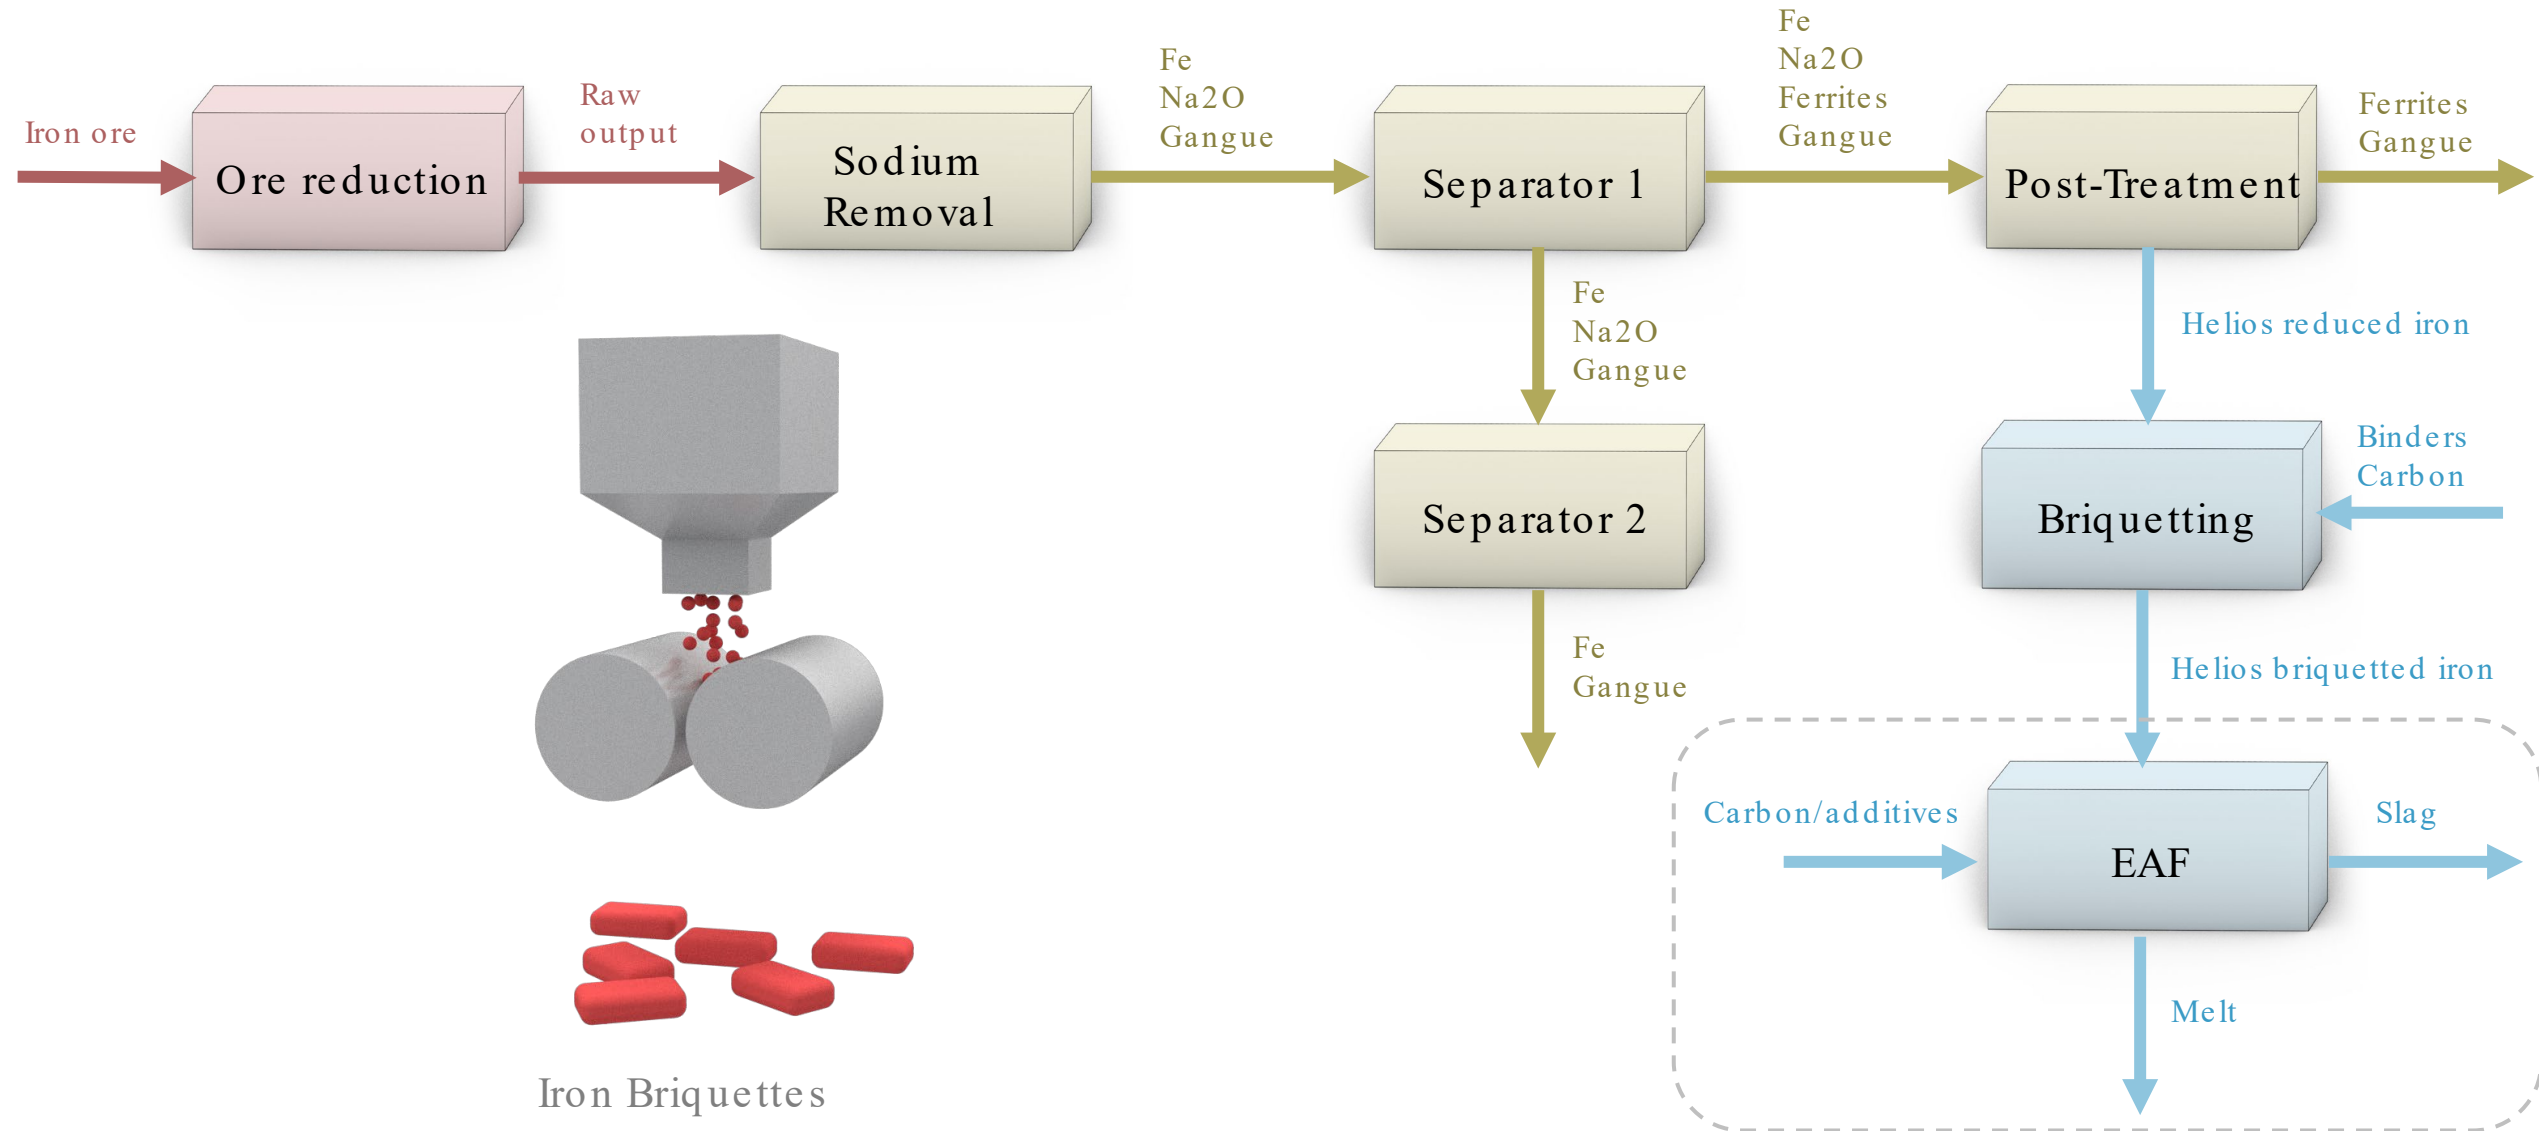 Iron ore
Ore reduction
Raw
output
Sodium
Removal
Fe
Na2O
Gangue
Separator 1
Fe
Na2O
Ferrites
Gangue
Post-Treatment
Ferrites
Gangue
Fe
Na2O
Gangue
Helios reduced iron
Separator 2
Briquetting
Binders
Carbon
Fe
Gangue
Helios briquetted iron
Carbon/additives
EAF
Slag
Melt
Iron Briquettes